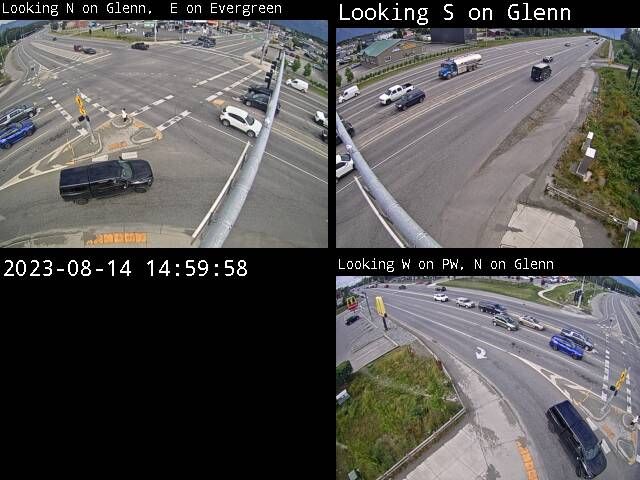 Looking N on Glenn, E on Evergreen
Looking S on Glenn
2023-08-14 14:59:58
Looking W on PW, N on Glenn